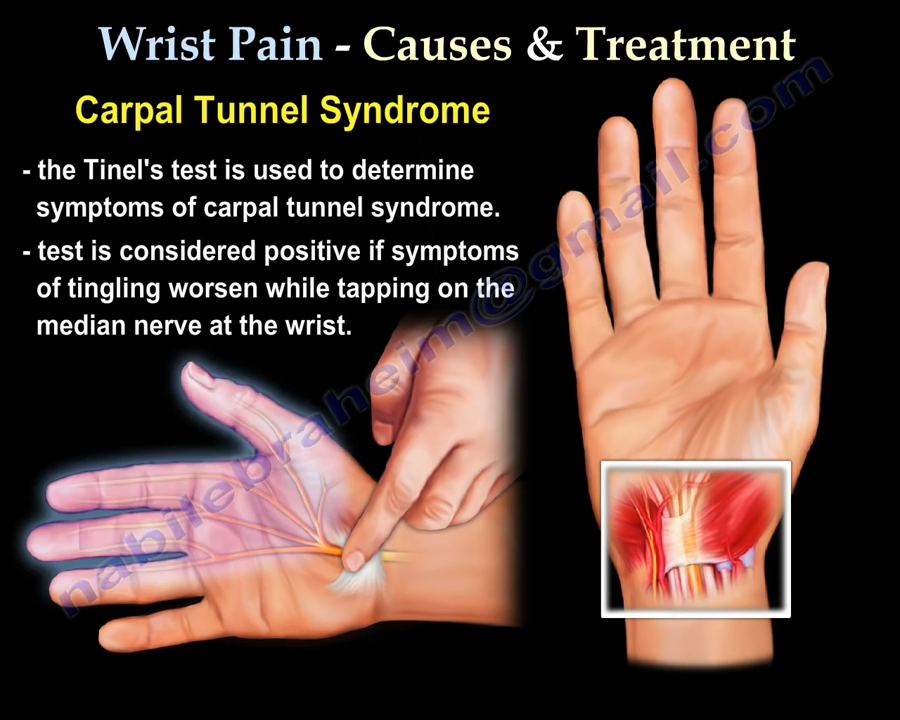 Wrist Pain - Causes & Treatment
Carpal Tunnel Syndrome
- the Tinel's test is used to determine
symptoms of carpal tunnel syndrome.
- test is considered positive if symptoms
of tingling worsen while tapping on the
median nerve at the wrist.
nabilebraheim@gmail.com